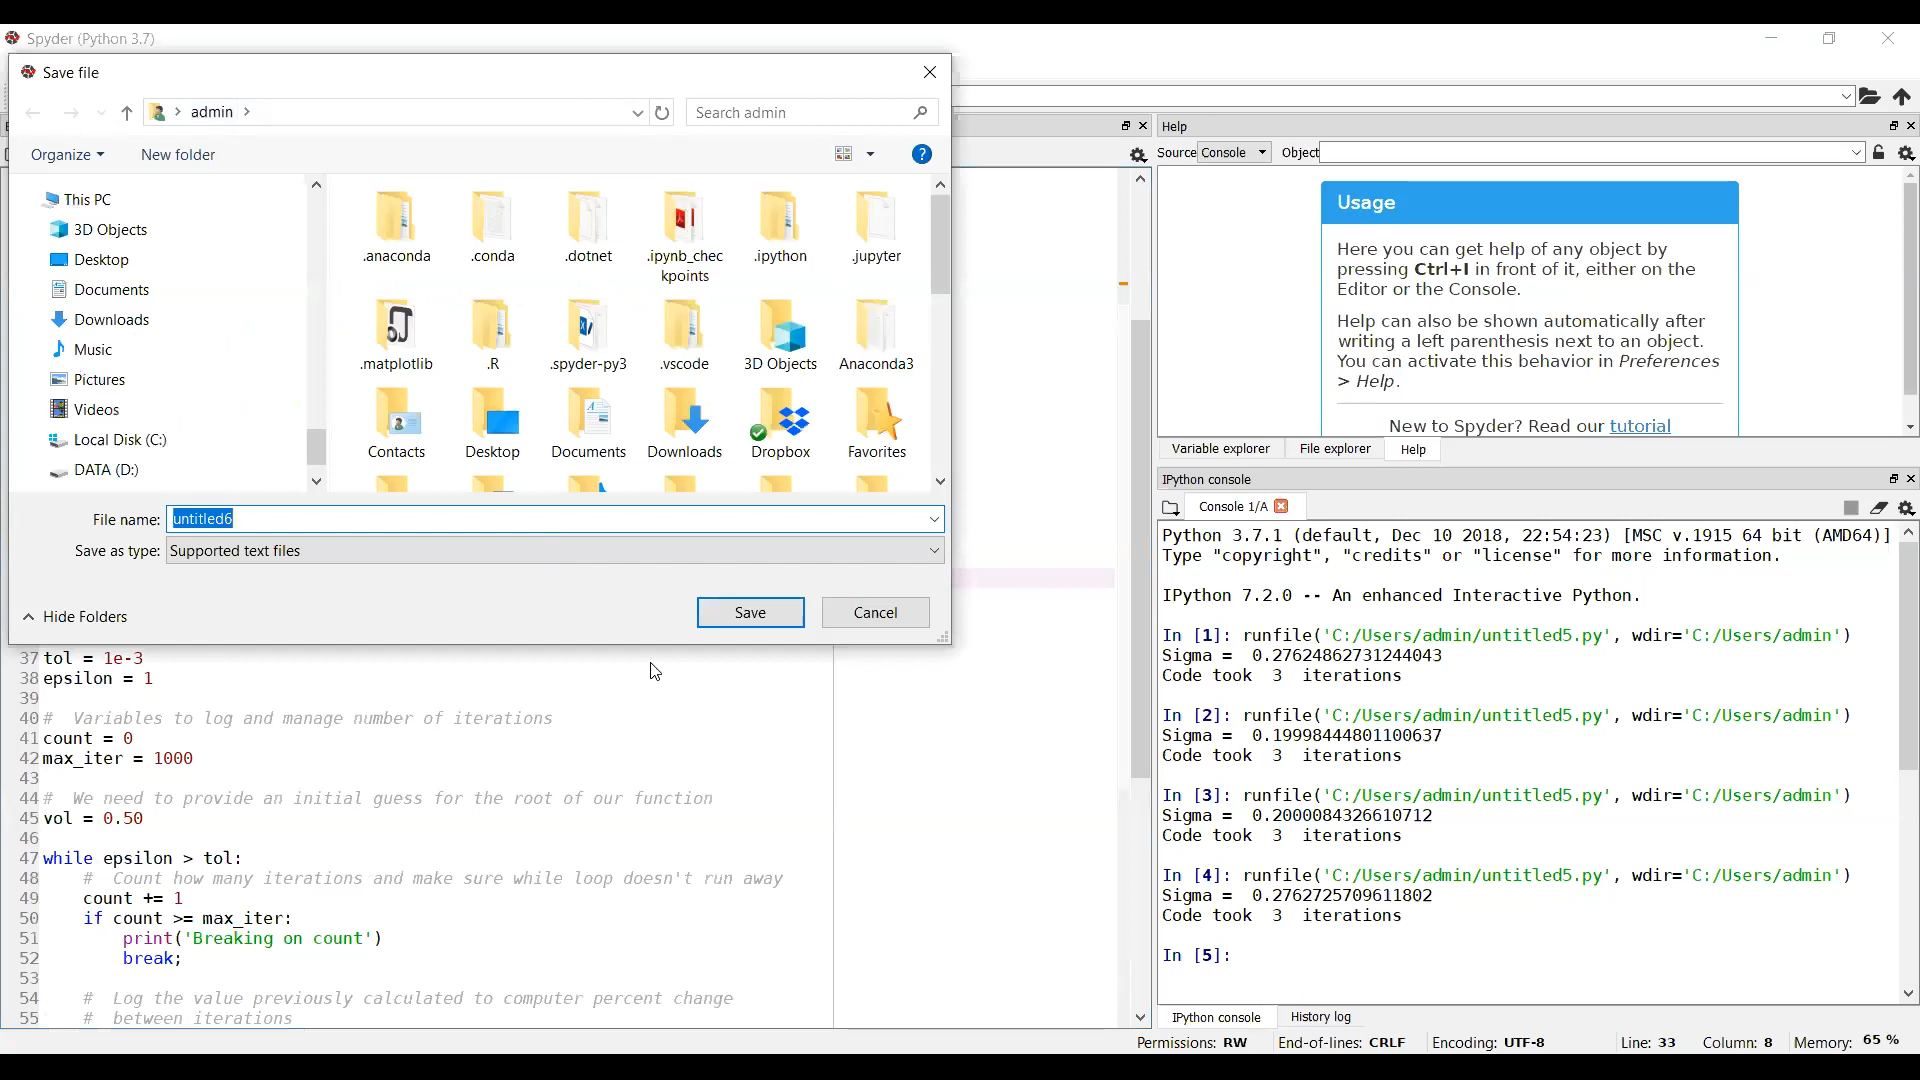 Spyder (Python 3.7)
Save file
admin
Search admin
Organize
New folder
This PC
3D Objects
Desktop
Documents
Downloads
Music
Pictures
Videos
Local Disk (C:)
DATA (D:)
.anaconda
.conda
.dotnet
.ipynb_chec
kpoints
.ipython
.jupyter
.matplotlib
.R
.spyder-py3
.vscode
3D Objects
Anaconda3
Contacts
Desktop
Documents
Downloads
Dropbox
Favorites
File name: untitled6
Save as type: Supported text files
Hide Folders
Save
Cancel
37 tol = 1e-3
38 epsilon = 1
39
40 # Variables to log and manage number of iterations
41 count = 0
42 max_iter = 1000
43
44 # We need to provide an initial guess for the root of our function
45 vol = 0.50
46
47 while epsilon > tol:
48 # Count how many iterations and make sure while loop doesn't run away
49 count += 1
50 if count >= max_iter:
51 print('Breaking on count')
52 break;
53
54 # Log the value previously calculated to computer percent change
55 # between iterations
Help
Source Console Object
Usage
Here you can get help of any object by
pressing Ctrl+I in front of it, either on the
Editor or the Console.
Help can also be shown automatically after
writing a left parenthesis next to an object.
You can activate this behavior in Preferences
> Help.
New to Spyder? Read our tutorial
Variable explorer
File explorer
Help
IPython console
Console 1/A
Python 3.7.1 (default, Dec 10 2018, 22:54:23) [MSC v.1915 64 bit (AMD64)]
Type "copyright", "credits" or "license" for more information.
IPython 7.2.0 -- An enhanced Interactive Python.
In [1]: runfile('C:/Users/admin/untitled5.py', wdir='C:/Users/admin')
Sigma = 0.27624862731244043
Code took 3 iterations
In [2]: runfile('C:/Users/admin/untitled5.py', wdir='C:/Users/admin')
Sigma = 0.19998444801100637
Code took 3 iterations
In [3]: runfile('C:/Users/admin/untitled5.py', wdir='C:/Users/admin')
Sigma = 0.2000084326610712
Code took 3 iterations
In [4]: runfile('C:/Users/admin/untitled5.py', wdir='C:/Users/admin')
Sigma = 0.2762725709611802
Code took 3 iterations
In [5]:
IPython console
History log
Permissions: RW End-of-lines: CRLF Encoding: UTF-8 Line: 33 Column: 8 Memory: 65 %